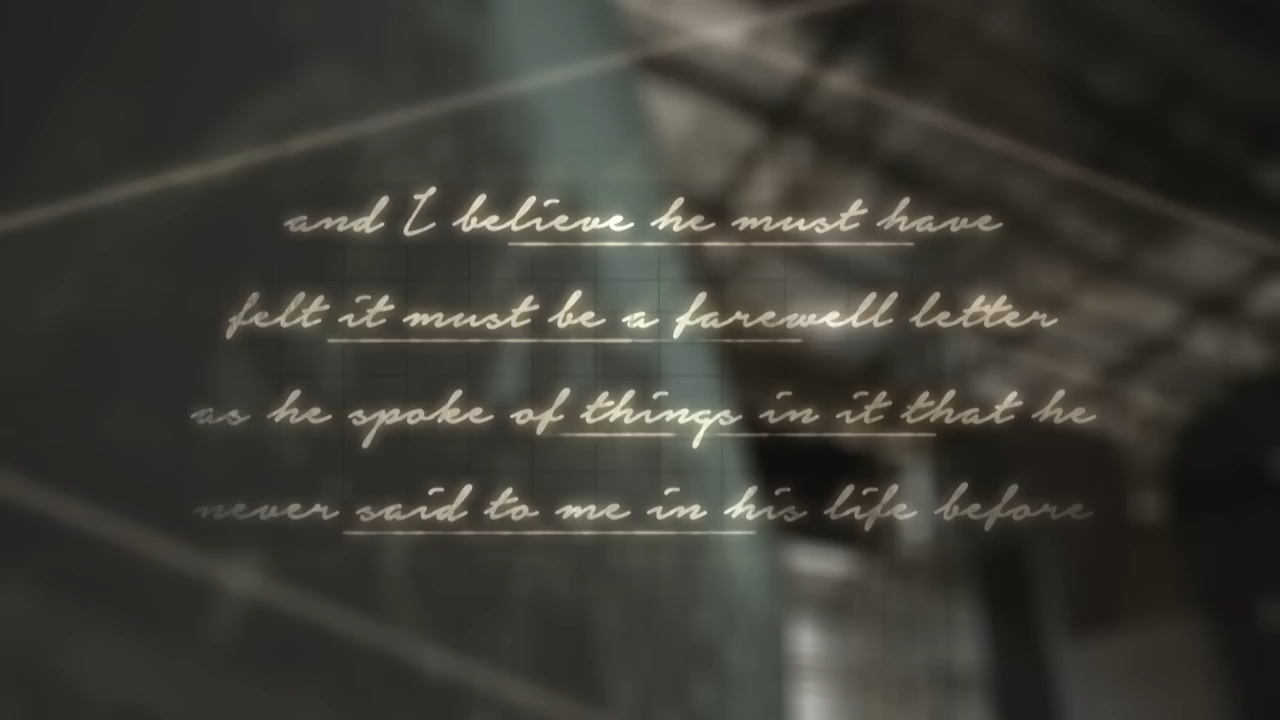 and I believe he must have
felt it must be a farewell letter
as he spoke of things in it that he
never said to me in his life before